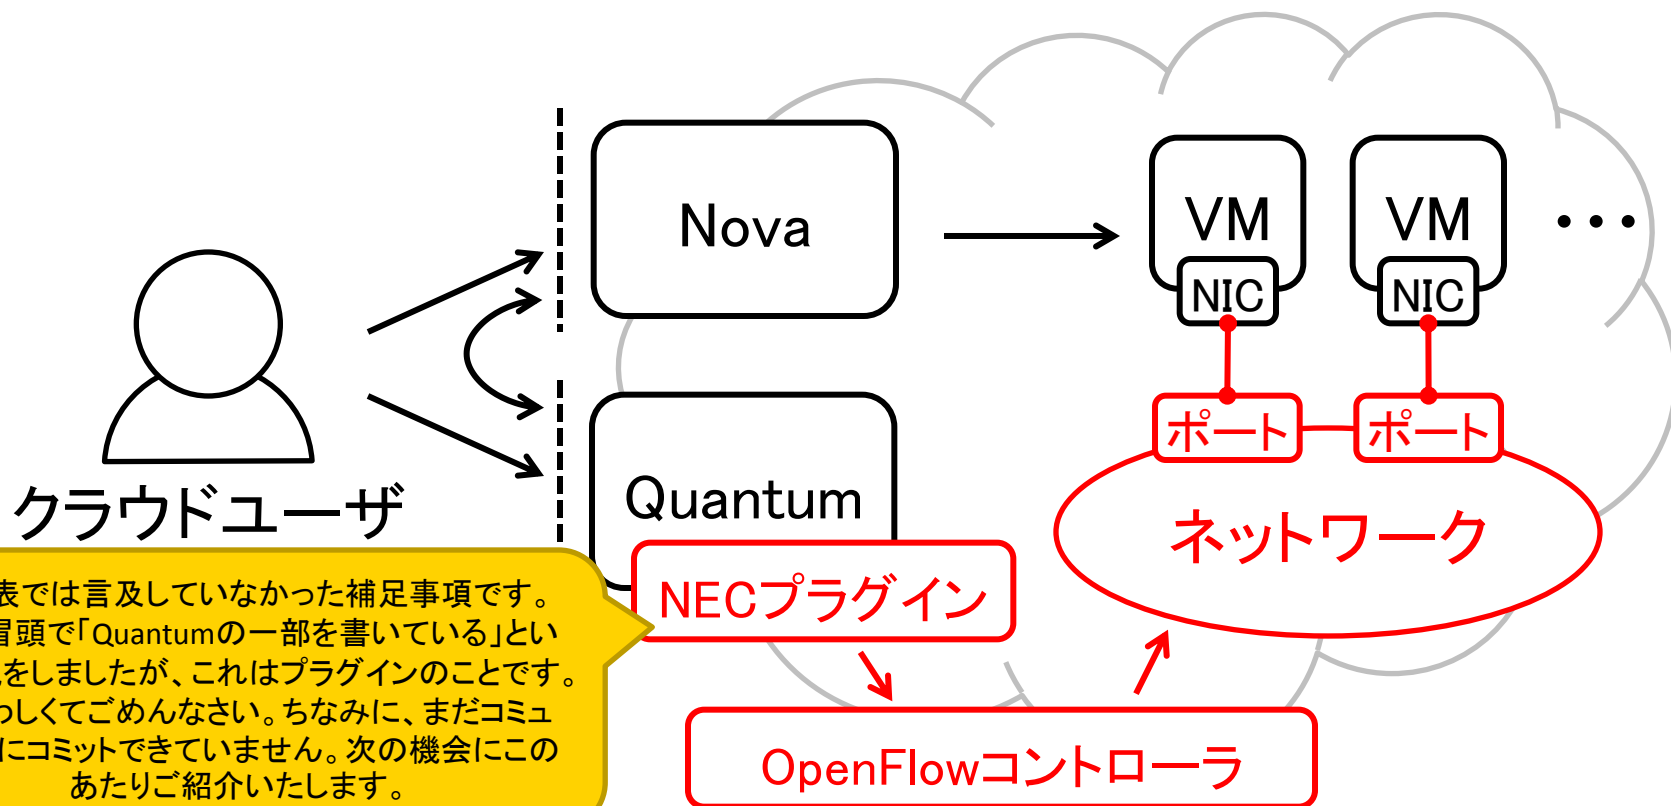 Nova
VM
VM
・・・
NIC
NIC
ポート
ポート
クラウドユーザ
Quantum
ネットワーク
NECプラグイン
表では言及していなかった補足事項です。
冒頭で「Quantumの一部を書いている」とい
をしましたが、これはプラグインのことです。
わしくてごめんなさい。ちなみに、まだコミュ
にコミットできていません。次の機会にこの
あたりご紹介いたします。
OpenFlowコントローラ